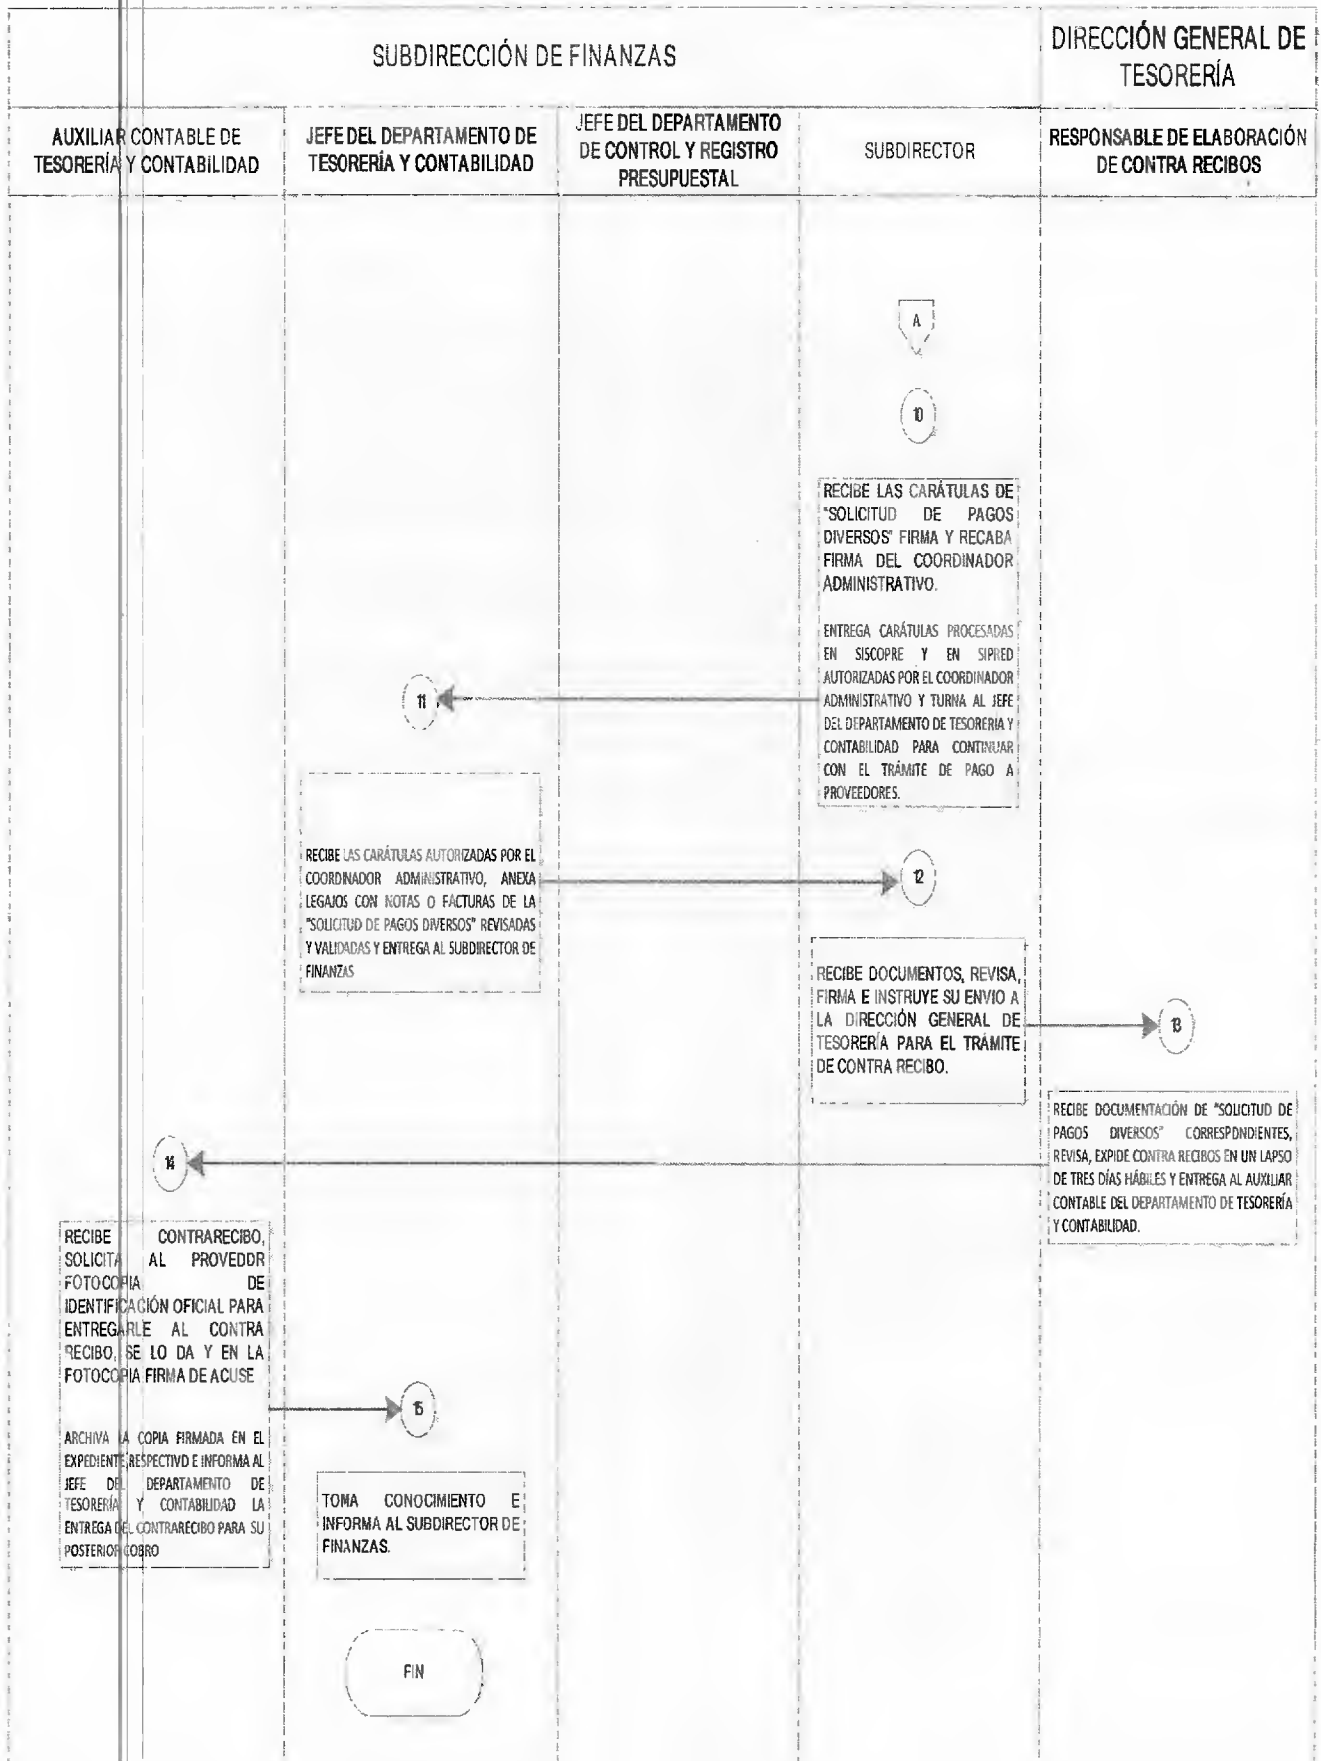 SUBDIRECCIÓN DE FINANZAS
DIRECCIÓN GENERAL DE
TESORERÍA
AUXILIAR CONTABLE DE
TESORERÍA Y CONTABILIDAD
JEFE DEL DEPARTAMENTO DE
TESORERÍA Y CONTABILIDAD
JEFE DEL DEPARTAMENTO
DE CONTROL Y REGISTRO
PRESUPUESTAL
SUBDIRECTOR
RESPONSABLE DE ELABORACIÓN
DE CONTRA RECIBOS
A
10
RECIBE LAS CARÁTULAS DE
"SOLICITUD DE PAGOS
DIVERSOS" FIRMA Y RECABA
FIRMA DEL COORDINADOR
ADMINISTRATIVO.
ENTREGA CARÁTULAS PROCESADAS
EN SISCOPRE Y EN SIPRED
AUTORIZADAS POR EL COORDINADOR
ADMINISTRATIVO Y TURNA AL JEFE
DEL DEPARTAMENTO DE TESORERIA Y
CONTABILIDAD PARA CONTINUAR
CON EL TRÁMITE DE PAGO A
PROVEEDORES.
11
RECIBE LAS CARÁTULAS AUTORIZADAS POR EL
COORDINADOR ADMINISTRATIVO, ANEXA
LEGAJOS CON NOTAS O FACTURAS DE LA
"SOLICITUD DE PAGOS DIVERSOS" REVISADAS
Y VALIDADAS Y ENTREGA AL SUBDIRECTOR DE
FINANZAS
12
RECIBE DOCUMENTOS, REVISA,
FIRMA E INSTRUYE SU ENVIO A
LA DIRECCIÓN GENERAL DE
TESORERÍA PARA EL TRÁMITE
DE CONTRA RECIBO.
13
RECIBE DOCUMENTACIÓN DE "SOLICITUD DE
PAGOS DIVERSOS" CORRESPONDIENTES,
REVISA, EXPIDE CONTRA RECIBOS EN UN LAPSO
DE TRES DÍAS HÁBILES Y ENTREGA AL AUXILIAR
CONTABLE DEL DEPARTAMENTO DE TESORERÍA
Y CONTABILIDAD.
14
RECIBE CONTRARECIBO,
SOLICITA AL PROVEDOR
FOTOCOPIA DE
IDENTIFICACIÓN OFICIAL PARA
ENTREGARLE AL CONTRA
RECIBO, SE LO DA Y EN LA
FOTOCOPIA FIRMA DE ACUSE
ARCHIVA LA COPIA FIRMADA EN EL
EXPEDIENTE RESPECTIVO E INFORMA AL
JEFE DEL DEPARTAMENTO DE
TESORERÍA Y CONTABILIDAD LA
ENTREGA DEL CONTRARECIBO PARA SU
POSTERIOR COBRO
15
TOMA CONOCIMIENTO E
INFORMA AL SUBDIRECTOR DE
FINANZAS.
FIN